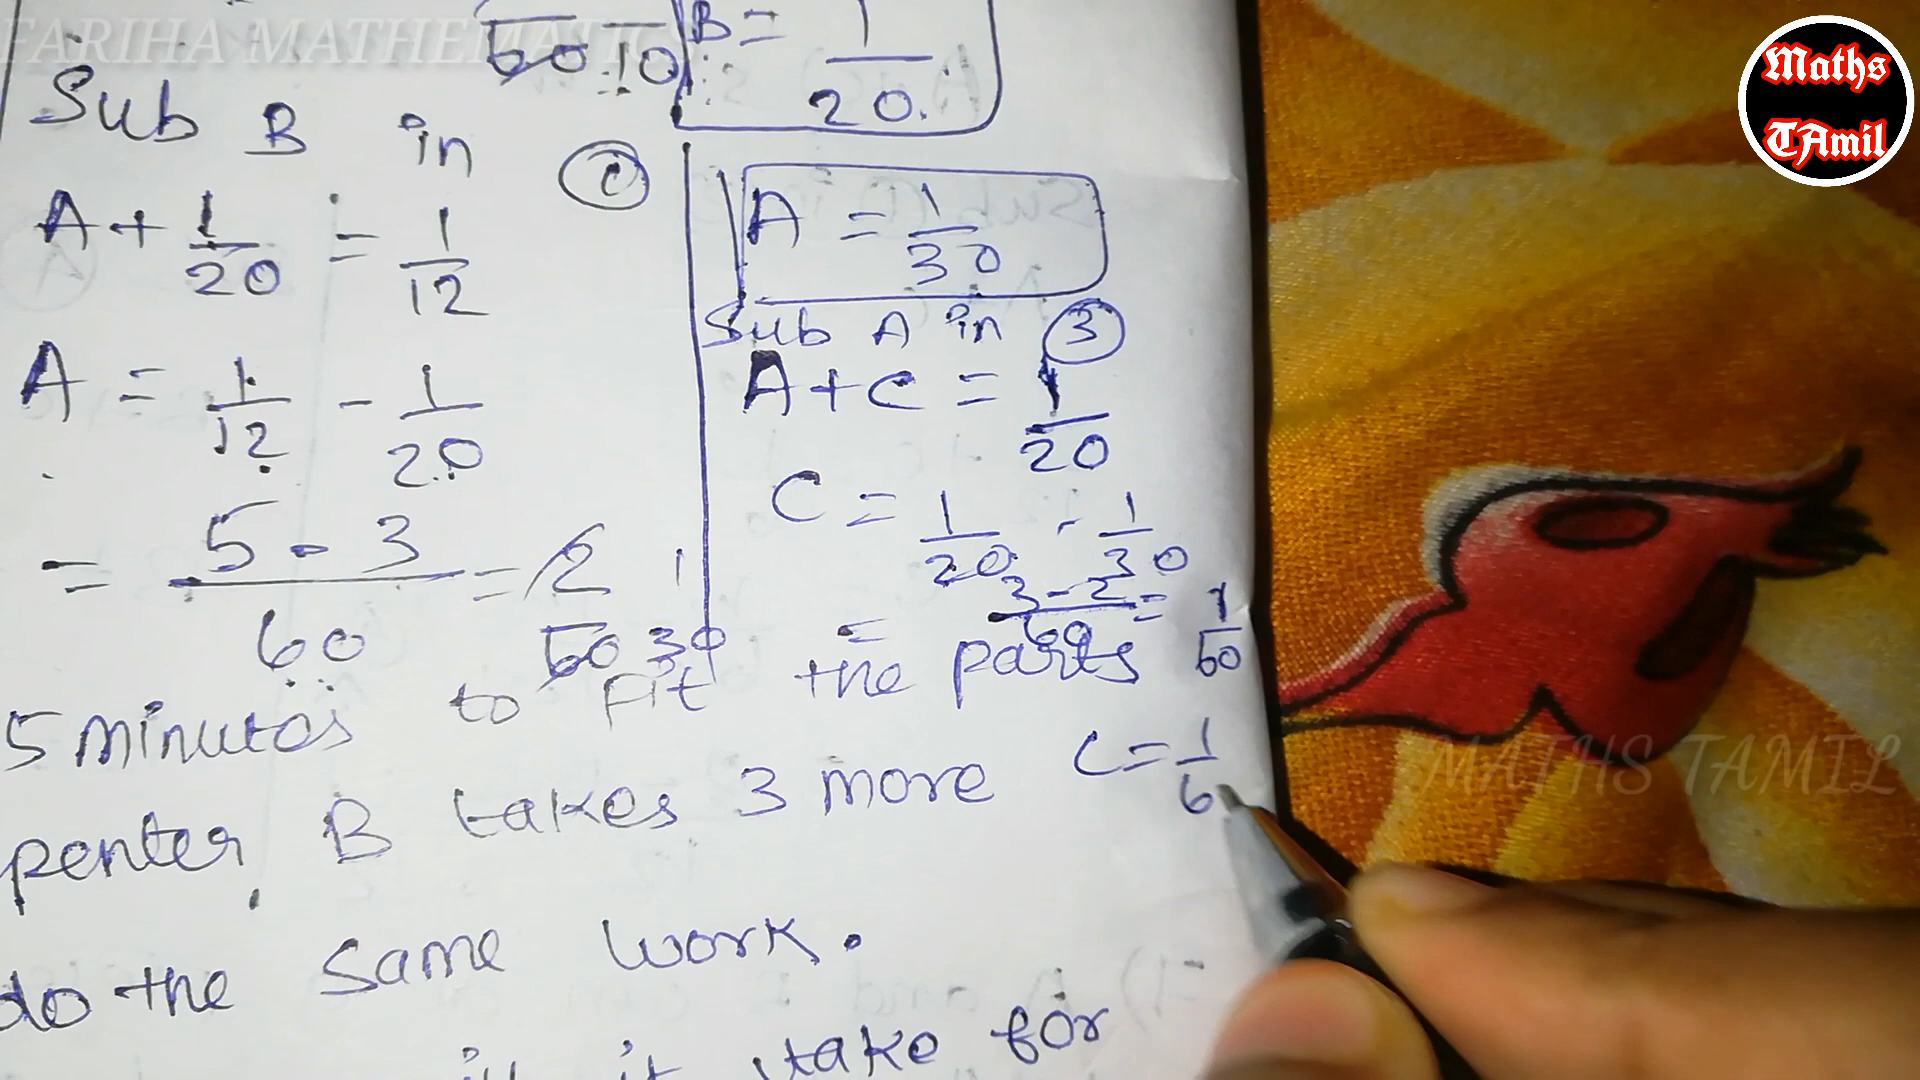 FARIHA MATHEMATICS
Maths
TAmil
60 10
B = 1/20
Sub B in
A + 1/20 = 1/12
A = 1/12 - 1/20
= 5 - 3/60 = 2/60 1/30
A = 1/30
Sub A in 3
A + C = 1/20
C = 1/20 - 1/30
= 3 - 2/60 = 1/60
C = 1/6
5 minutes to fit the parts
penter, B takes 3 more
do the same work.
it take for
MATHS TAMIL